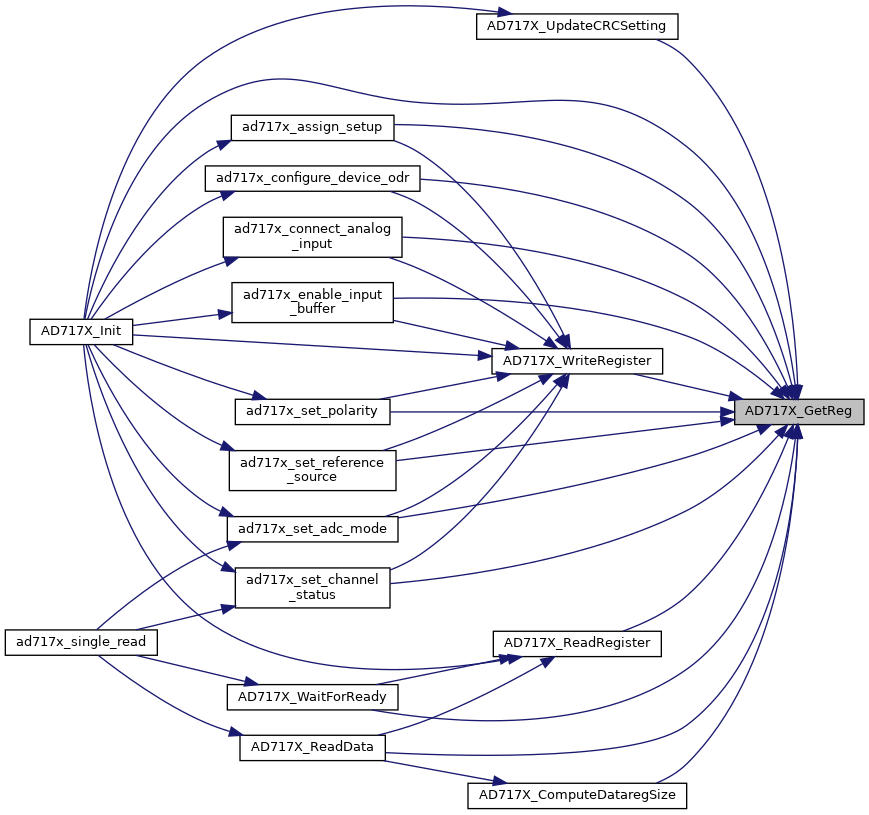 AD717X_UpdateCRCSetting
ad717x_assign_setup
ad717x_configure_device_odr
ad717x_connect_analog
_input
ad717x_enable_input
_buffer
AD717X_Init
AD717X_WriteRegister
ad717x_set_polarity
AD717X_GetReg
ad717x_set_reference
_source
ad717x_set_adc_mode
ad717x_set_channel
_status
ad717x_single_read
AD717X_ReadRegister
AD717X_WaitForReady
AD717X_ReadData
AD717X_ComputeDataregSize